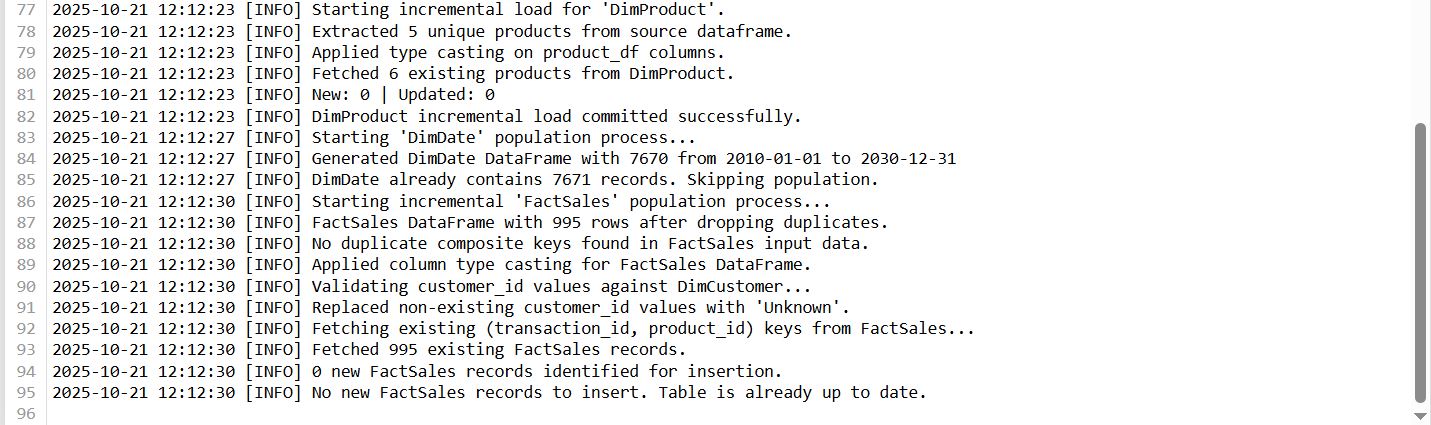 77 2025-10-21 12:12:23 [INFO] Starting incremental load for 'DimProduct'.
78 2025-10-21 12:12:23 [INFO] Extracted 5 unique products from source dataframe.
79 2025-10-21 12:12:23 [INFO] Applied type casting on product_df columns.
80 2025-10-21 12:12:23 [INFO] Fetched 6 existing products from DimProduct.
81 2025-10-21 12:12:23 [INFO] New: 0 | Updated: 0
82 2025-10-21 12:12:23 [INFO] DimProduct incremental load committed successfully.
83 2025-10-21 12:12:27 [INFO] Starting 'DimDate' population process...
84 2025-10-21 12:12:27 [INFO] Generated DimDate DataFrame with 7670 from 2010-01-01 to 2030-12-31
85 2025-10-21 12:12:27 [INFO] DimDate already contains 7671 records. Skipping population.
86 2025-10-21 12:12:30 [INFO] Starting incremental 'FactSales' population process...
87 2025-10-21 12:12:30 [INFO] FactSales DataFrame with 995 rows after dropping duplicates.
88 2025-10-21 12:12:30 [INFO] No duplicate composite keys found in FactSales input data.
89 2025-10-21 12:12:30 [INFO] Applied column type casting for FactSales DataFrame.
90 2025-10-21 12:12:30 [INFO] Validating customer_id values against DimCustomer...
91 2025-10-21 12:12:30 [INFO] Replaced non-existing customer_id values with 'Unknown'.
92 2025-10-21 12:12:30 [INFO] Fetching existing (transaction_id, product_id) keys from FactSales...
93 2025-10-21 12:12:30 [INFO] Fetched 995 existing FactSales records.
94 2025-10-21 12:12:30 [INFO] 0 new FactSales records identified for insertion.
95 2025-10-21 12:12:30 [INFO] No new FactSales records to insert. Table is already up to date.
96